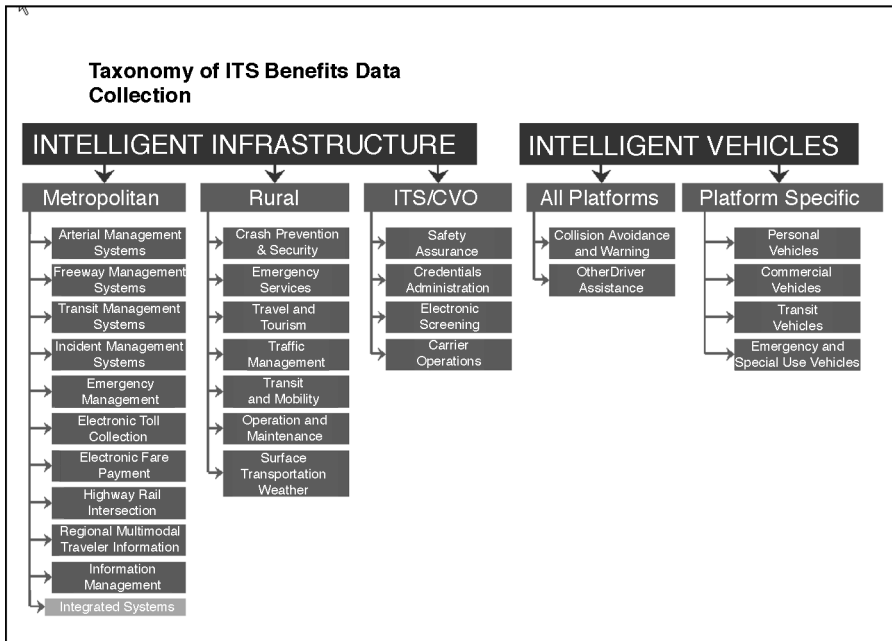 Taxonomy of ITS Benefits Data
Collection
INTELLIGENT INFRASTRUCTURE
INTELLIGENT VEHICLES
Metropolitan
Arterial Management
Systems
Freeway Management
Systems
Transit Management
Systems
Incident Management
Systems
Emergency
Management
Electronic Toll
Collection
Electronic Fare
Payment
Highway Rail
Intersection
Regional Multimodal
Traveler Information
Information
Management
Integrated Systems
Rural
Crash Prevention
& Security
Emergency
Services
Travel and
Tourism
Traffic
Management
Transit
and Mobility
Operation and
Maintenance
Surface
Transportation
Weather
ITS/CVO
Safety
Assurance
Credentials
Administration
Electronic
Screening
Carrier
Operations
All Platforms
Collision Avoidance
and Warning
OtherDriver
Assistance
Platform Specific
Personal
Vehicles
Commercial
Vehicles
Transit
Vehicles
Emergency and
Special Use Vehicles